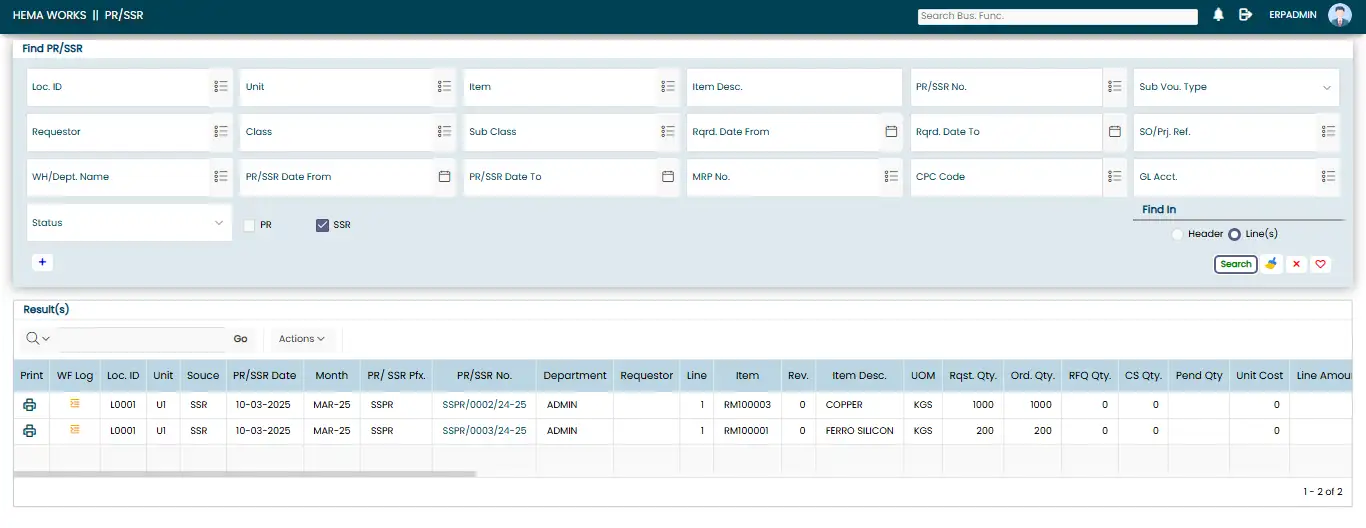 HEMA WORKS || PR/SSR Search Bus. Func. ERPADMIN
Find PR/SSR
Loc. ID Unit Item Item Desc. PR/SSR No. Sub Vou. Type
Requestor Class Sub Class Rqrd. Date From Rqrd. Date To SO/Prj. Ref.
WH/Dept. Name PR/SSR Date From PR/SSR Date To MRP No. CPC Code GL Acct.
Status PR SSR Find In
Header Line(s)
+ Search
Result(s)
Go Actions
Print WF Log Loc. ID Unit Souce PR/SSR Date Month PR/ SSR Pfx. PR/SSR No. Department Requestor Line Item Rev. Item Desc. UOM Rqst. Qty. Ord. Qty. RFQ Qty. CS Qty. Pend Qty Unit Cost Line Amou
L0001 U1 SSR 10-03-2025 MAR-25 SSPR SSPR/0002/24-25 ADMIN 1 RM100003 0 COPPER KGS 1000 1000 0 0 0
L0001 U1 SSR 10-03-2025 MAR-25 SSPR SSPR/0003/24-25 ADMIN 1 RM100001 0 FERRO SILICON KGS 200 200 0 0 0
1 - 2 of 2